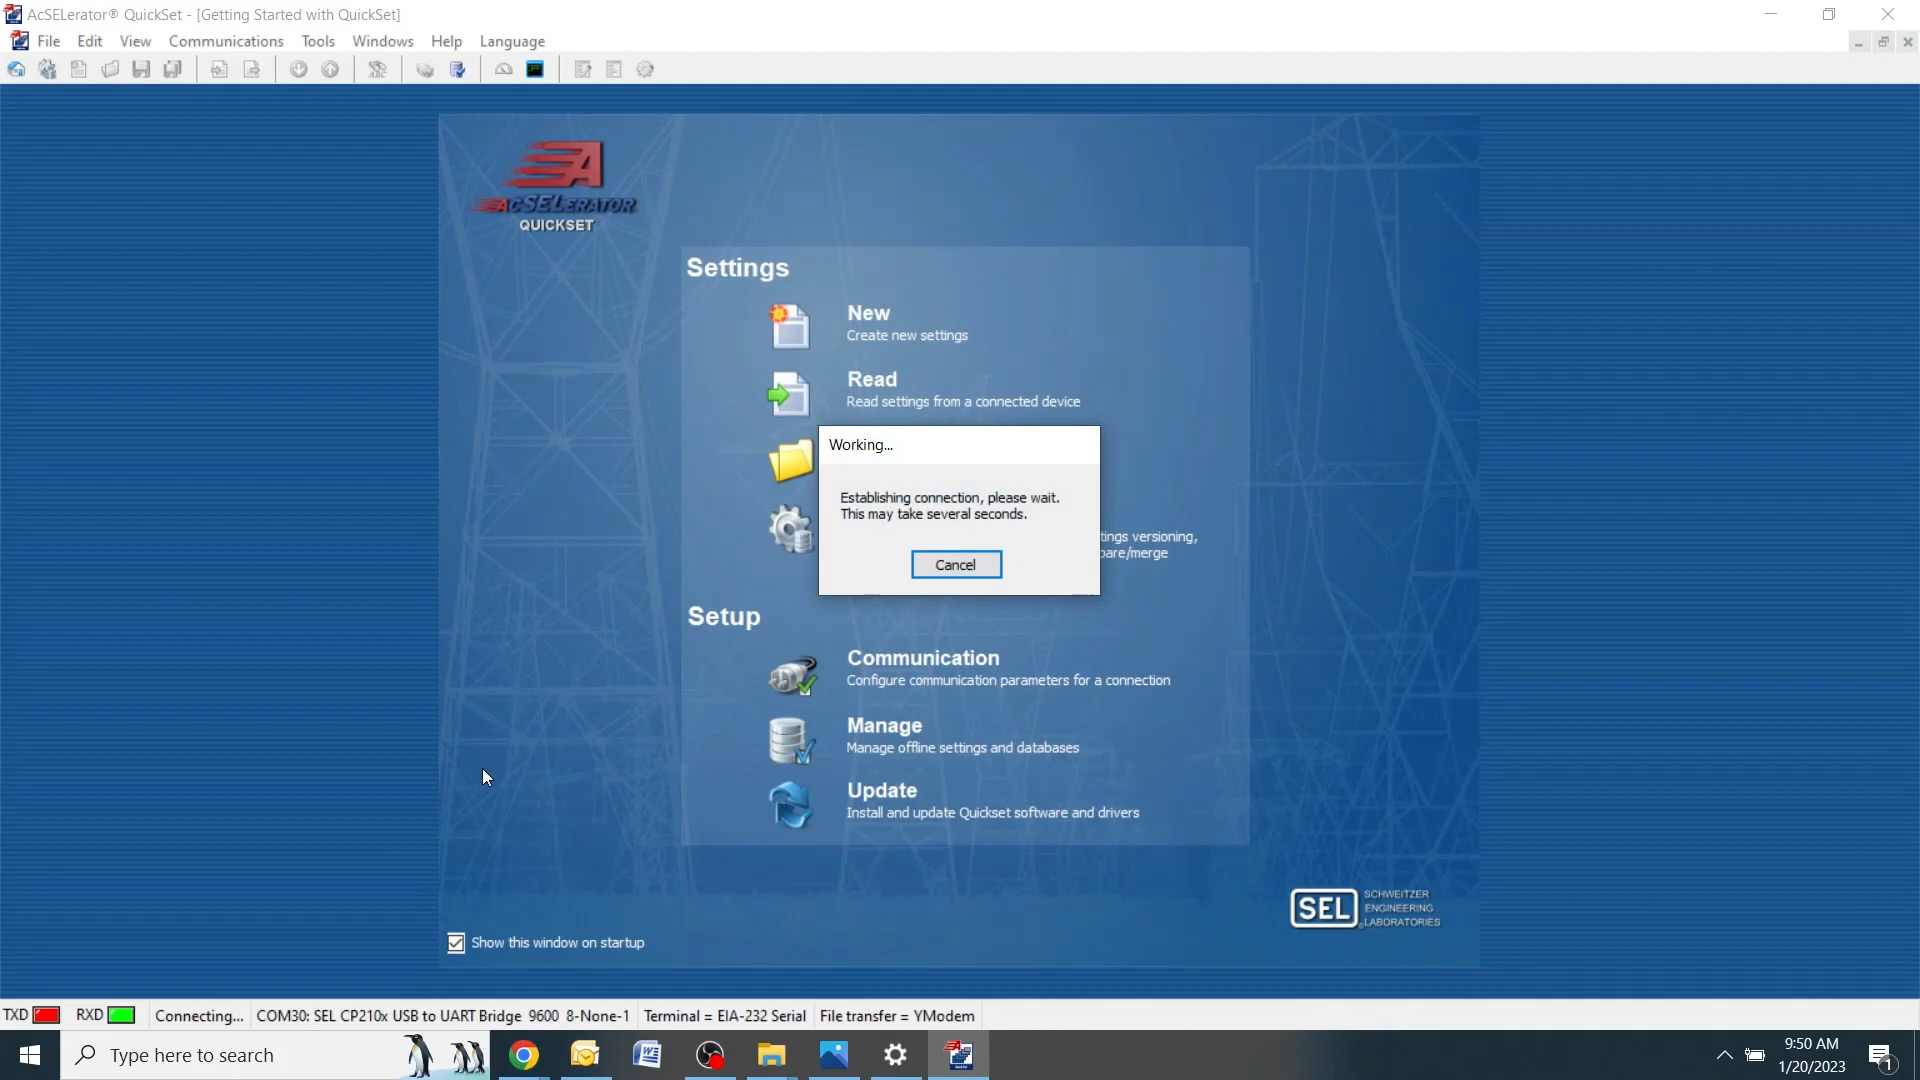 AcSELerator® QuickSet - [Getting Started with QuickSet]
File Edit View Communications Tools Windows Help Language
A
ACSELERATOR
QUICKSET
Settings
New
Create new settings
Read
Read settings from a connected device
Working...
Establishing connection, please wait.
This may take several seconds.
tings versioning,
pare/merge
Cancel
Setup
Communication
Configure communication parameters for a connection
Manage
Manage offline settings and databases
Update
Install and update Quickset software and drivers
SEL SCHWEITZER
ENGINEERING
LABORATORIES
Show this window on startup
TXD RXD Connecting... COM30: SEL CP210x USB to UART Bridge 9600 8-None-1 Terminal = EIA-232 Serial File transfer = YModem
Type here to search
9:50 AM
1/20/2023
1